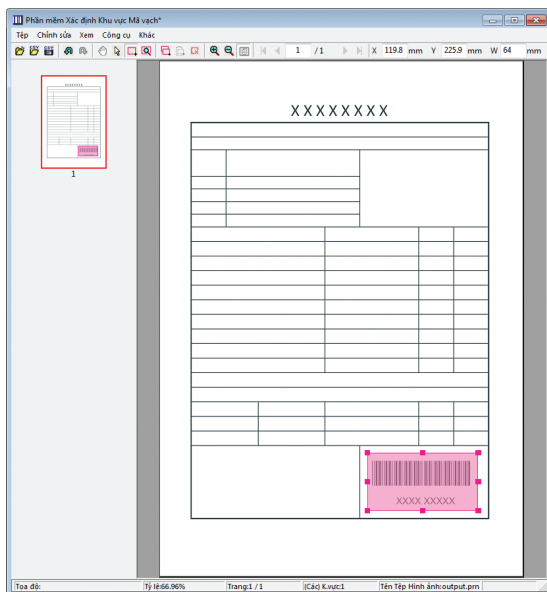 Phần mềm Xác định Khu vực Mã vạch*
Tệp Chỉnh sửa Xem Công cụ Khác
1 /1 X 119.8 mm Y 225.9 mm W 64 mm
XXXXXXXX
1
XXXX XXXXX
Tọa độ: Tỷ lệ:66.96% Trang:1 / 1 (Các) K.vực:1 Tên Tệp Hình ảnh:output.prn